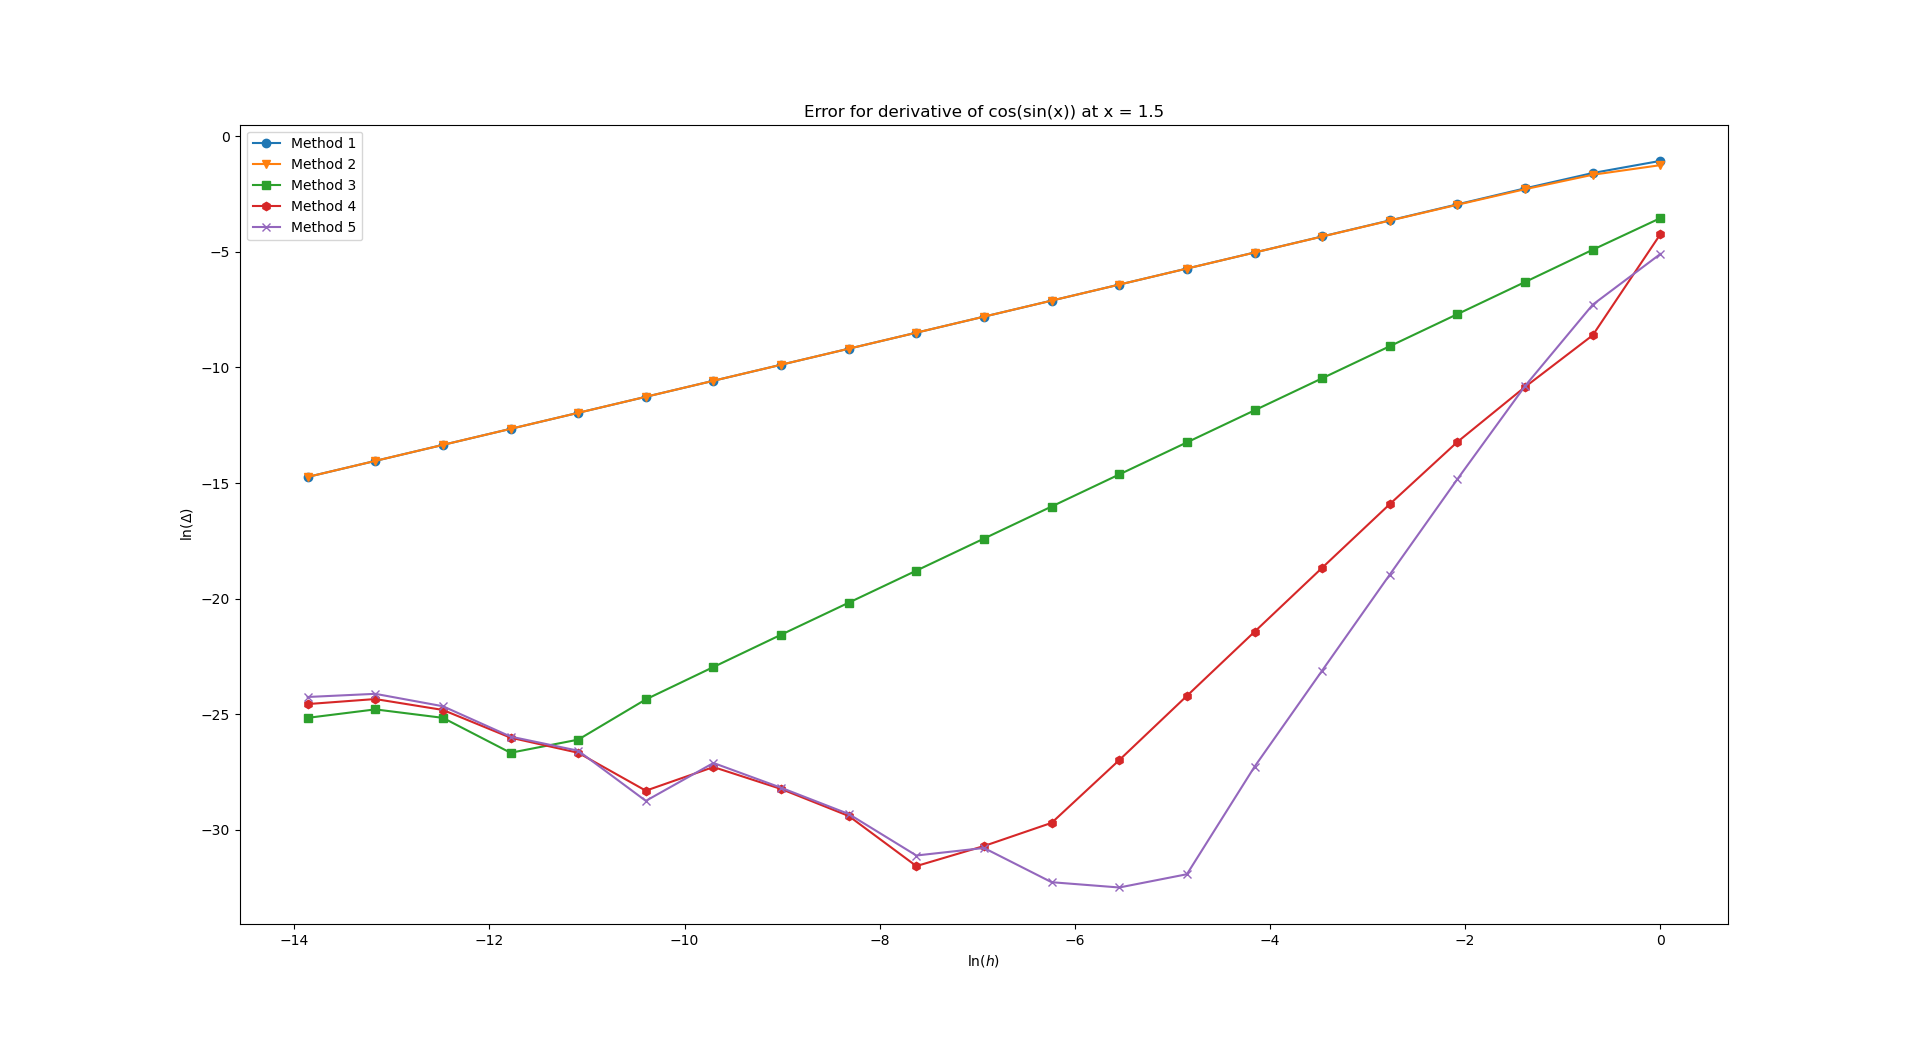 Error for derivative of cos(sin(x)) at x = 1.5
Method 1
Method 2
Method 3
Method 4
Method 5
0
−5
−10
−15
−20
−25
−30
ln(Δ)
−14 −12 −10 −8 −6 −4 −2 0
ln(h)